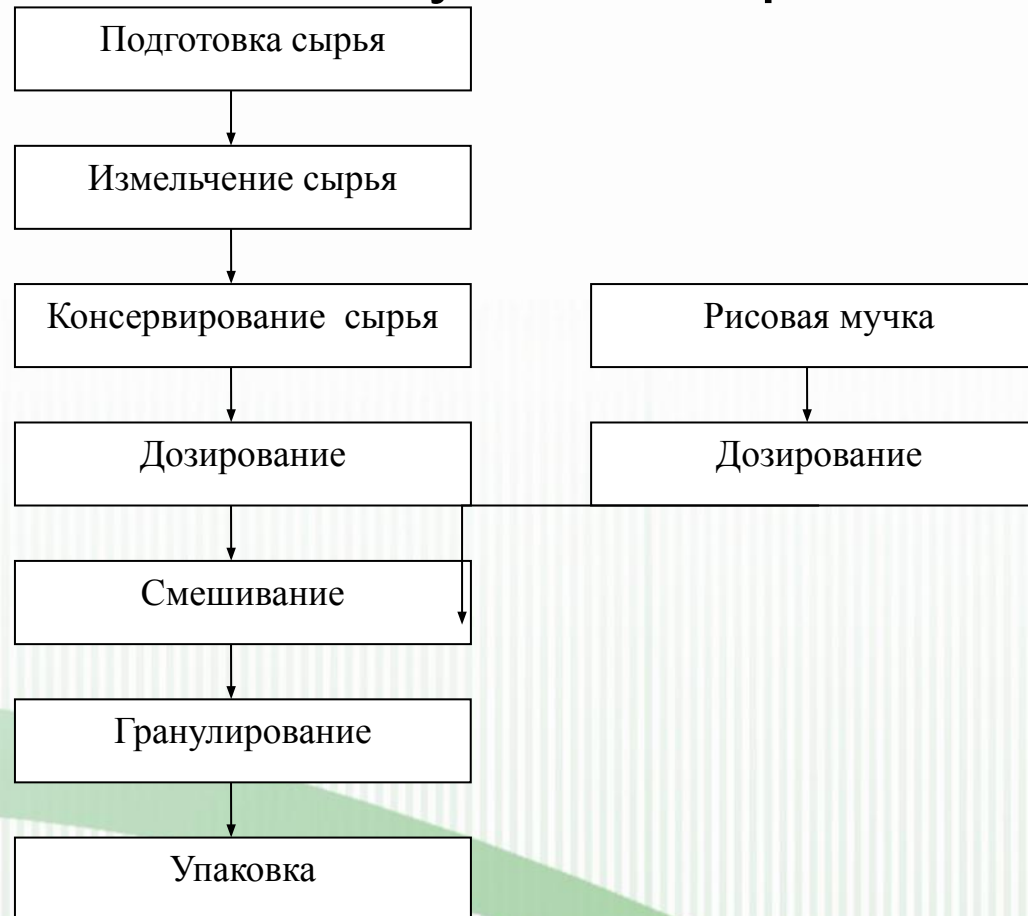 Подготовка сырья
Измельчение сырья
Консервирование сырья
Рисовая мучка
Дозирование
Дозирование
Смешивание
Гранулирование
Упаковка